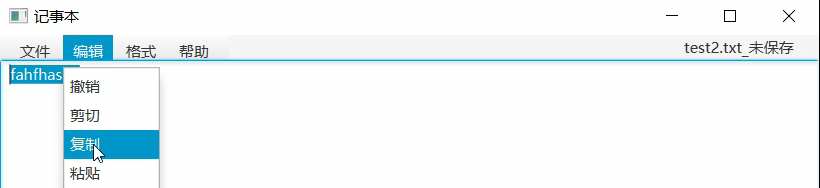 记事本
文件 编辑 格式 帮助 test2.txt_未保存
撤销
剪切
复制
粘贴